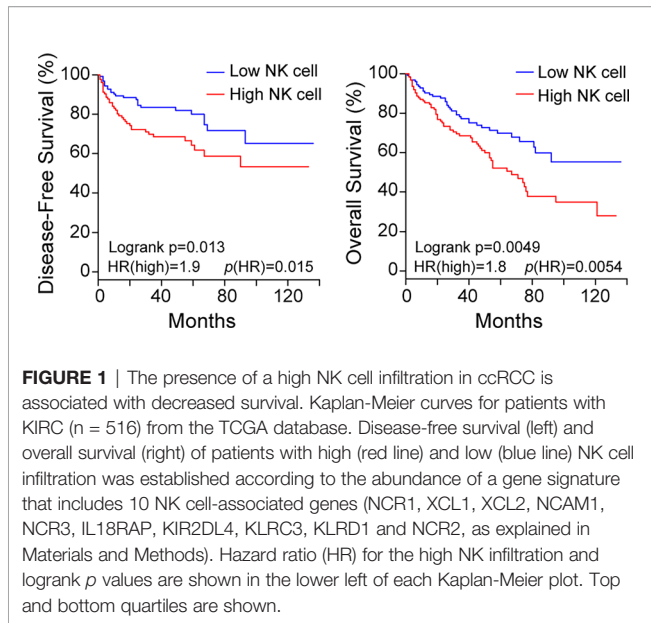 Disease-Free Survival (%)
100
80
60
40
20
0
Low NK cell
High NK cell
Logrank p=0.013
HR(high)=1.9 p(HR)=0.015
0 40 80 120
Months
Overall Survival (%)
100
80
60
40
20
0
Low NK cell
High NK cell
Logrank p=0.0049
HR(high)=1.8 p(HR)=0.0054
0 40 80 120
Months
FIGURE 1 | The presence of a high NK cell infiltration in ccRCC is
associated with decreased survival. Kaplan-Meier curves for patients with
KIRC (n = 516) from the TCGA database. Disease-free survival (left) and
overall survival (right) of patients with high (red line) and low (blue line) NK cell
infiltration was established according to the abundance of a gene signature
that includes 10 NK cell-associated genes (NCR1, XCL1, XCL2, NCAM1,
NCR3, IL18RAP, KIR2DL4, KLRC3, KLRD1 and NCR2, as explained in
Materials and Methods). Hazard ratio (HR) for the high NK infiltration and
logrank p values are shown in the lower left of each Kaplan-Meier plot. Top
and bottom quartiles are shown.